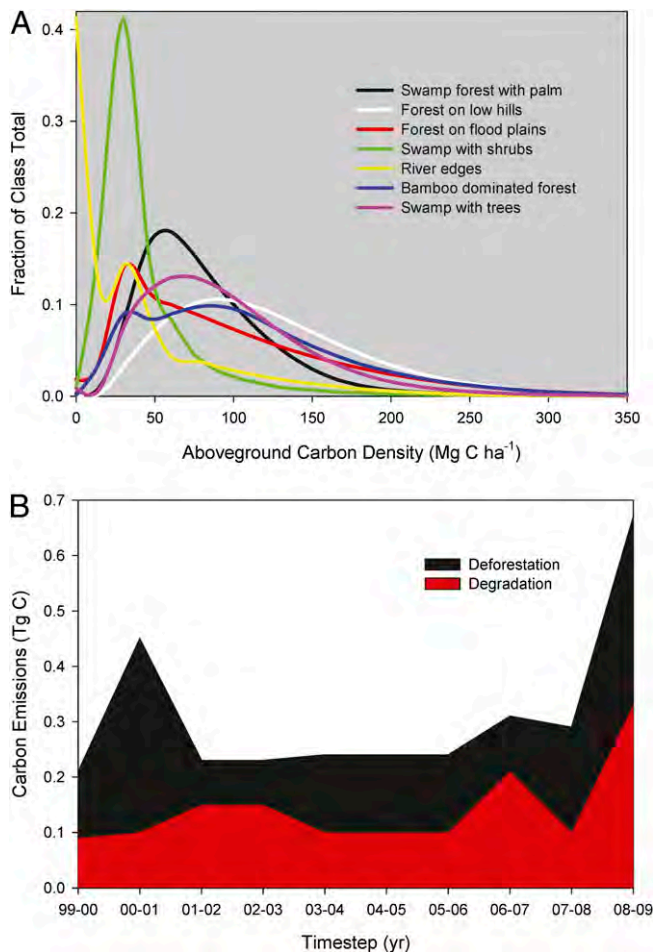 A
Fraction of Class Total
0.4
0.3
0.2
0.1
0.0
Swamp forest with palm
Forest on low hills
Forest on flood plains
Swamp with shrubs
River edges
Bamboo dominated forest
Swamp with trees
0 50 100 150 200 250 300 350
Aboveground Carbon Density (Mg C ha⁻¹)
B
Carbon Emissions (Tg C)
0.7
0.6
0.5
0.4
0.3
0.2
0.1
0.0
Deforestation
Degradation
99-00 00-01 01-02 02-03 03-04 04-05 05-06 06-07 07-08 08-09
Timestep (yr)